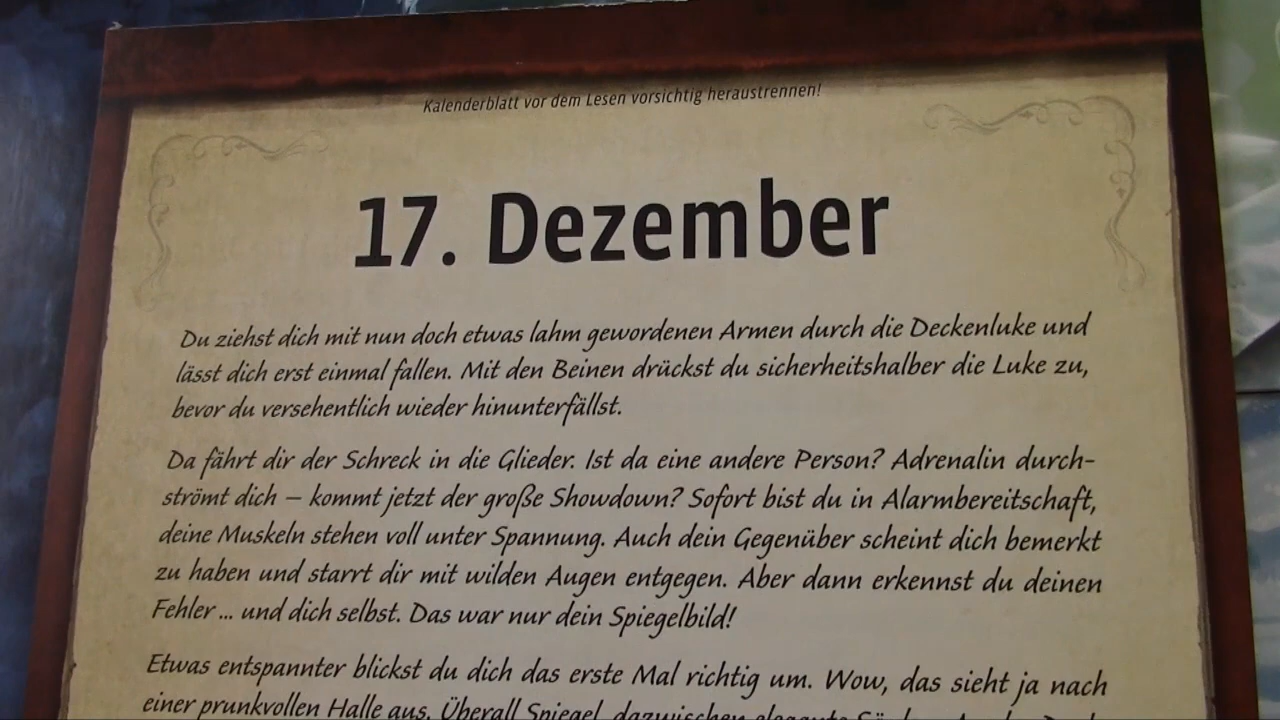 Kalenderblatt vor dem Lesen vorsichtig heraustrennen!
17. Dezember
Du ziehst dich mit nun doch etwas lahm gewordenen Armen durch die Deckenluke und
lässt dich erst einmal fallen. Mit den Beinen drückst du sicherheitshalber die Luke zu,
bevor du versehentlich wieder hinunterfällst.
Da fährt dir der Schreck in die Glieder. Ist da eine andere Person? Adrenalin durch-
strömt dich – kommt jetzt der große Showdown? Sofort bist du in Alarmbereitschaft,
deine Muskeln stehen voll unter Spannung. Auch dein Gegenüber scheint dich bemerkt
zu haben und starrt dir mit wilden Augen entgegen. Aber dann erkennst du deinen
Fehler ... und dich selbst. Das war nur dein Spiegelbild!
Etwas entspannter blickst du dich das erste Mal richtig um. Wow, das sieht ja nach
einer prunkvollen Halle aus. Überall Spiegel, dazwischen elegante